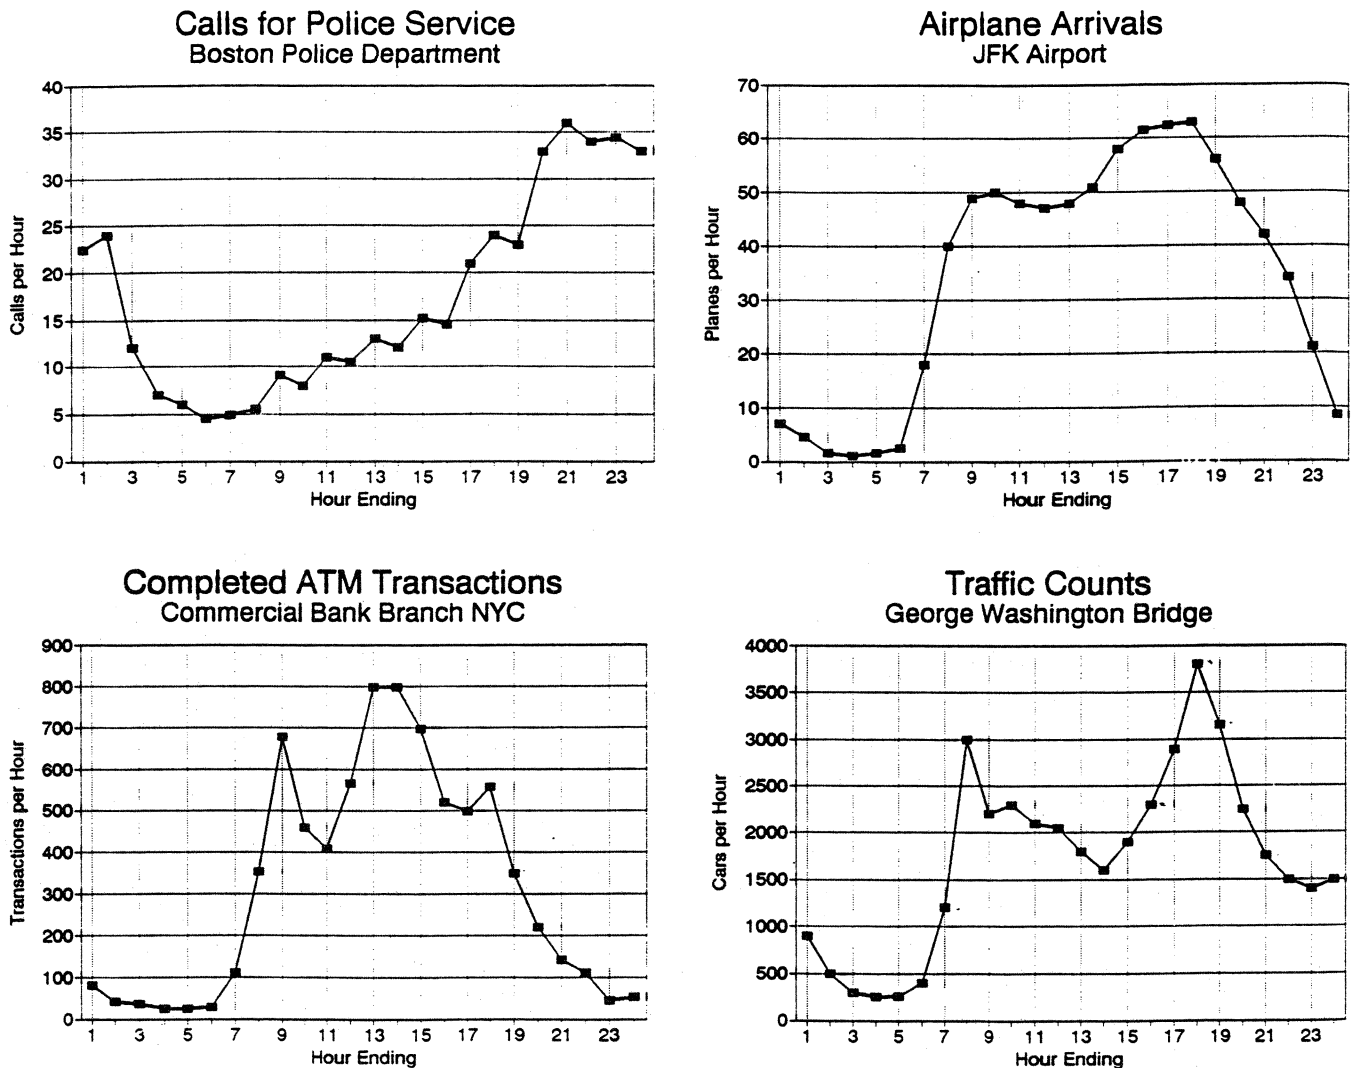 Calls for Police Service
Boston Police Department
40
35
30
25
20
15
10
5
0
Calls per Hour
1 3 5 7 9 11 13 15 17 19 21 23
Hour Ending
Airplane Arrivals
JFK Airport
70
60
50
40
30
20
10
0
Planes per Hour
1 3 5 7 9 11 13 15 17 19 21 23
Hour Ending
Completed ATM Transactions
Commercial Bank Branch NYC
900
800
700
600
500
400
300
200
100
0
Transactions per Hour
1 3 5 7 9 11 13 15 17 19 21 23
Hour Ending
Traffic Counts
George Washington Bridge
4000
3500
3000
2500
2000
1500
1000
500
0
Cars per Hour
1 3 5 7 9 11 13 15 17 19 21 23
Hour Ending